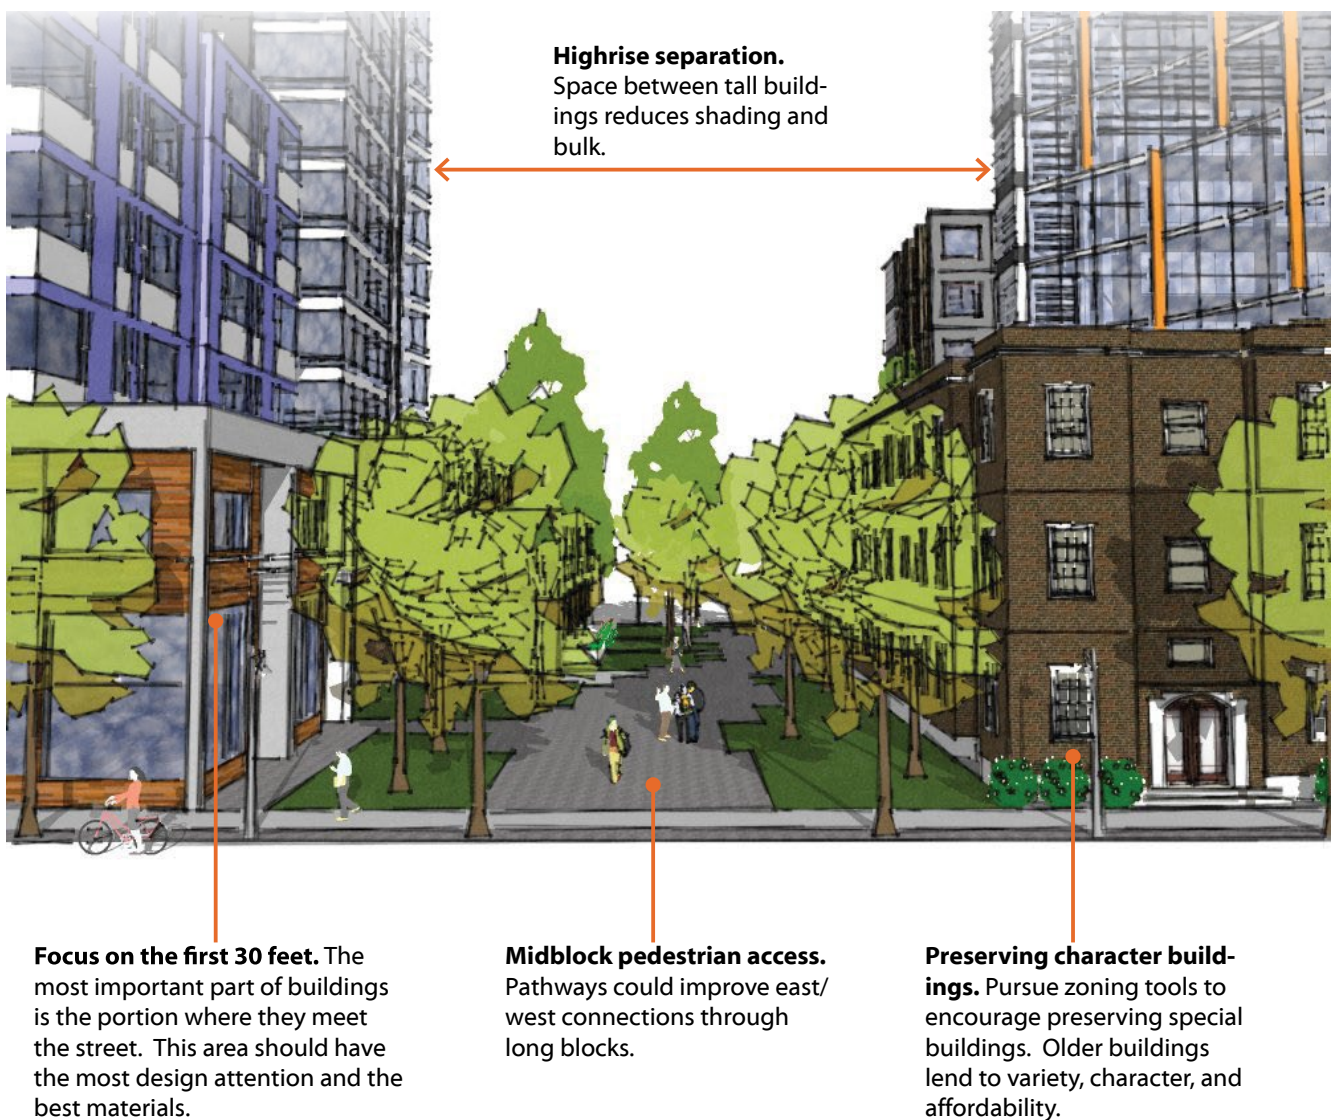 Highrise separation.
Space between tall build-
ings reduces shading and
bulk.
Focus on the first 30 feet. The
most important part of buildings
is the portion where they meet
the street. This area should have
the most design attention and the
best materials.
Midblock pedestrian access.
Pathways could improve east/
west connections through
long blocks.
Preserving character build-
ings. Pursue zoning tools to
encourage preserving special
buildings. Older buildings
lend to variety, character, and
affordability.